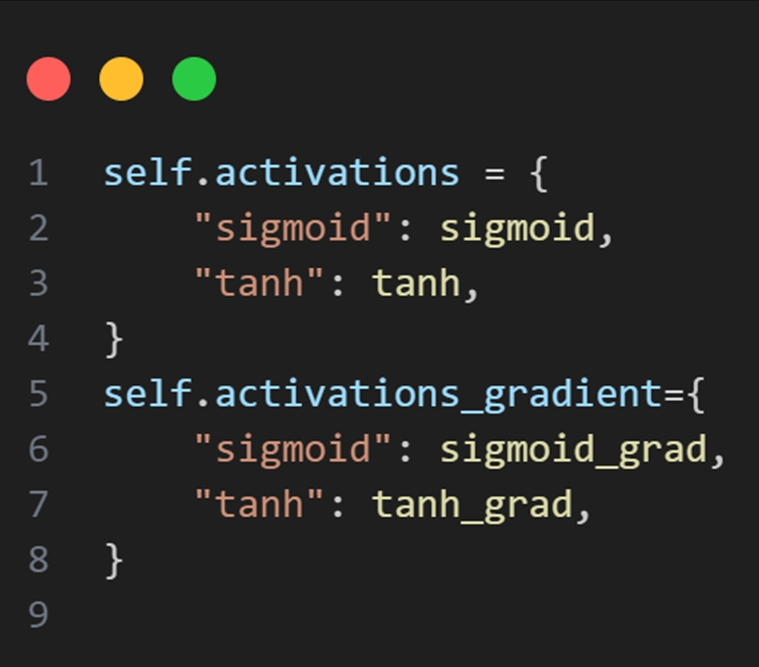 1 self.activations = {
2     "sigmoid": sigmoid,
3     "tanh": tanh,
4 }
5 self.activations_gradient={
6     "sigmoid": sigmoid_grad,
7     "tanh": tanh_grad,
8 }
9